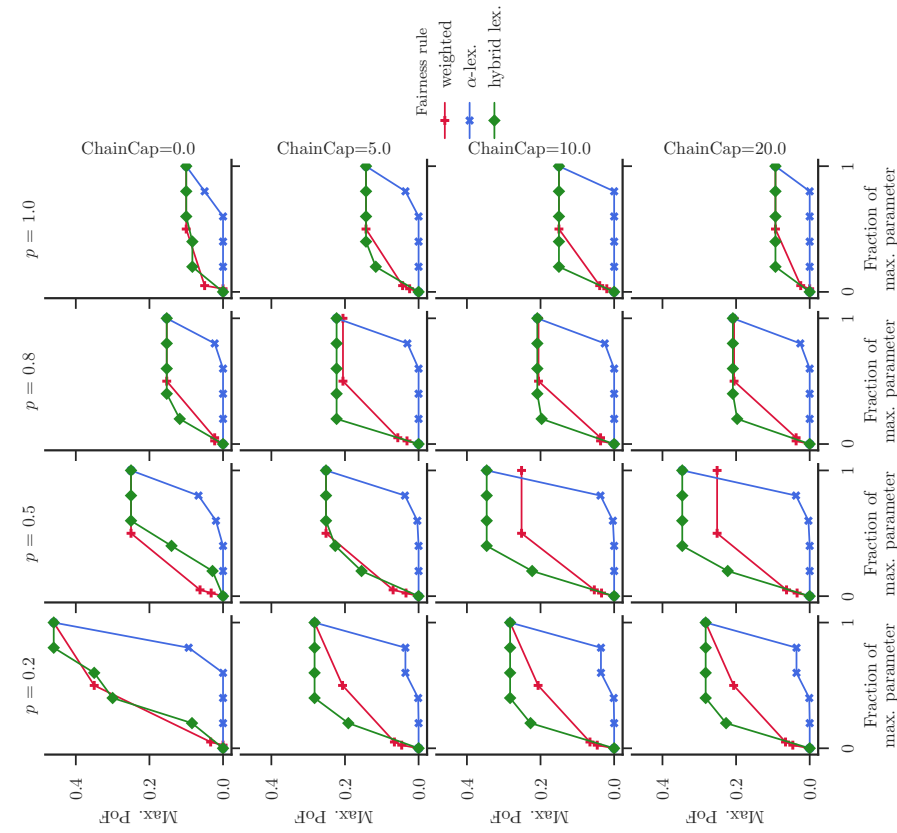 p = 0.2
p = 0.5
p = 0.8
p = 1.0
Max. PoF
0.4
0.2
0.0
ChainCap=0.0
Max. PoF
0.4
0.2
0.0
ChainCap=5.0
Max. PoF
0.4
0.2
0.0
ChainCap=10.0
Max. PoF
0.4
0.2
0.0
ChainCap=20.0
0 1
0 1
0 1
0 1
Fraction of
max. parameter
Fraction of
max. parameter
Fraction of
max. parameter
Fraction of
max. parameter
Fairness rule
weighted
α-lex.
hybrid lex.